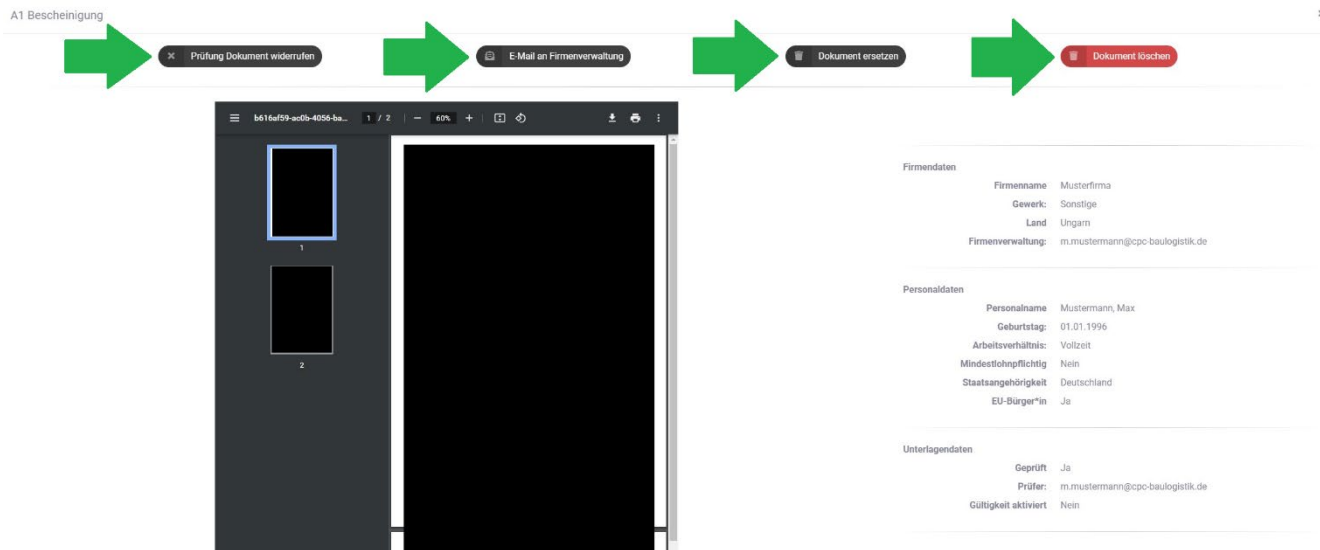 A1 Bescheinigung
Prüfung Dokument widerrufen
E-Mail an Firmenverwaltung
Dokument ersetzen
Dokument löschen
b616af59-ac0b-4056-ba... 1 / 2 60%
1
2
Firmendaten
Firmenname Musterfirma
Gewerk: Sonstige
Land Ungarn
Firmenverwaltung: m.mustermann@cpc-baulogistik.de
Personaldaten
Personalname Mustermann, Max
Geburtstag: 01.01.1996
Arbeitsverhältnis: Vollzeit
Mindestlohnpflichtig Nein
Staatsangehörigkeit Deutschland
EU-Bürger*in Ja
Unterlagendaten
Geprüft Ja
Prüfer: m.mustermann@cpc-baulogistik.de
Gültigkeit aktiviert Nein